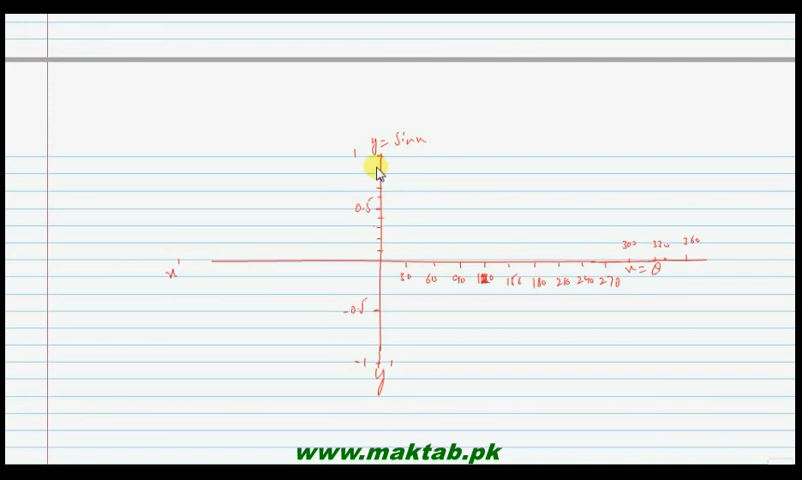 y = Sinx
1
0.5
300 330 360
x'
30 60 90 120 150 180 210 240 270 x = θ
-0.5
-1
y'
www.maktab.pk